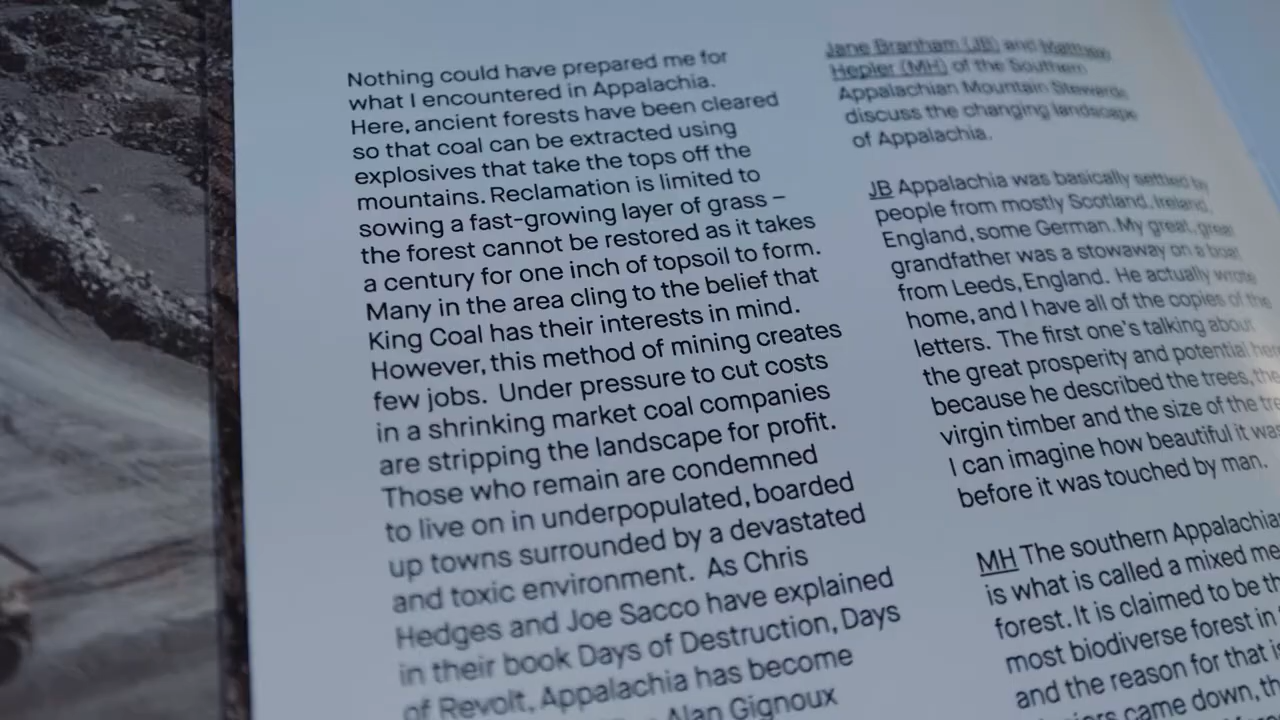 Nothing could have prepared me for
what I encountered in Appalachia.
Here, ancient forests have been cleared
so that coal can be extracted using
explosives that take the tops off the
mountains. Reclamation is limited to
sowing a fast-growing layer of grass –
the forest cannot be restored as it takes
a century for one inch of topsoil to form.
Many in the area cling to the belief that
King Coal has their interests in mind.
However, this method of mining creates
few jobs. Under pressure to cut costs
in a shrinking market coal companies
are stripping the landscape for profit.
Those who remain are condemned
to live on in underpopulated, boarded
up towns surrounded by a devastated
and toxic environment. As Chris
Hedges and Joe Sacco have explained
in their book Days of Destruction, Days
of Revolt, Appalachia has become
Alan Gignoux
Jane Branham (JB) and Matthew
Hepler (MH) of the Southern
Appalachian Mountain Stewards
discuss the changing landscape
of Appalachia.
JB Appalachia was basically settled by
people from mostly Scotland, Ireland,
England, some German. My great, great
grandfather was a stowaway on a boat
from Leeds, England. He actually wrote
home, and I have all of the copies of the
letters. The first one's talking about
the great prosperity and potential here
because he described the trees, the
virgin timber and the size of the
I can imagine how beautiful it was
before it was touched by man.
MH The southern Appalachia
is what is called a mixed
forest. It is claimed to be
most biodiverse forest in
and the reason for that
came down,